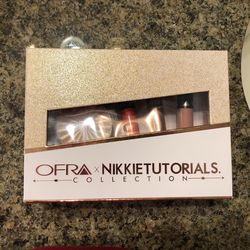 OFRA × NIKKIETUTORIALS.
COLLECTION